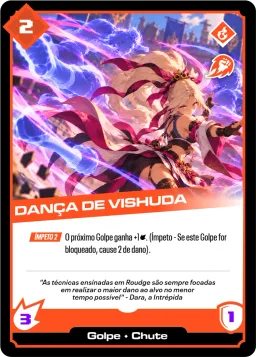 2
DANÇA DE VISHUDA
ÍMPETO 2 O próximo Golpe ganha +1. (Ímpeto - Se este Golpe for
bloqueado, cause 2 de dano).
"As técnicas ensinadas em Roudge são sempre focadas
em realizar o maior dano ao alvo no menor
tempo possível" - Dara, a Intrépida
3
1
Golpe • Chute